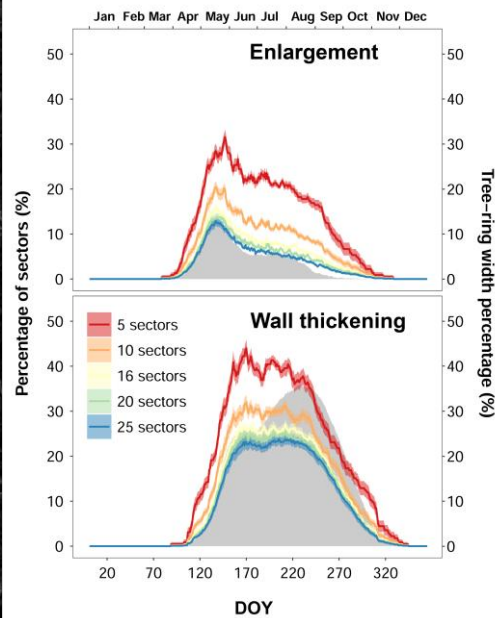 Jan Feb Mar Apr May Jun Jul Aug Sep Oct Nov Dec
Enlargement
50 50
40 40
30 30
20 20
10 10
0 0
Percentage of sectors (%)
Tree-ring width percentage (%)
Wall thickening
5 sectors
10 sectors
16 sectors
20 sectors
25 sectors
50 50
40 40
30 30
20 20
10 10
0 0
20 70 120 170 220 270 320
DOY